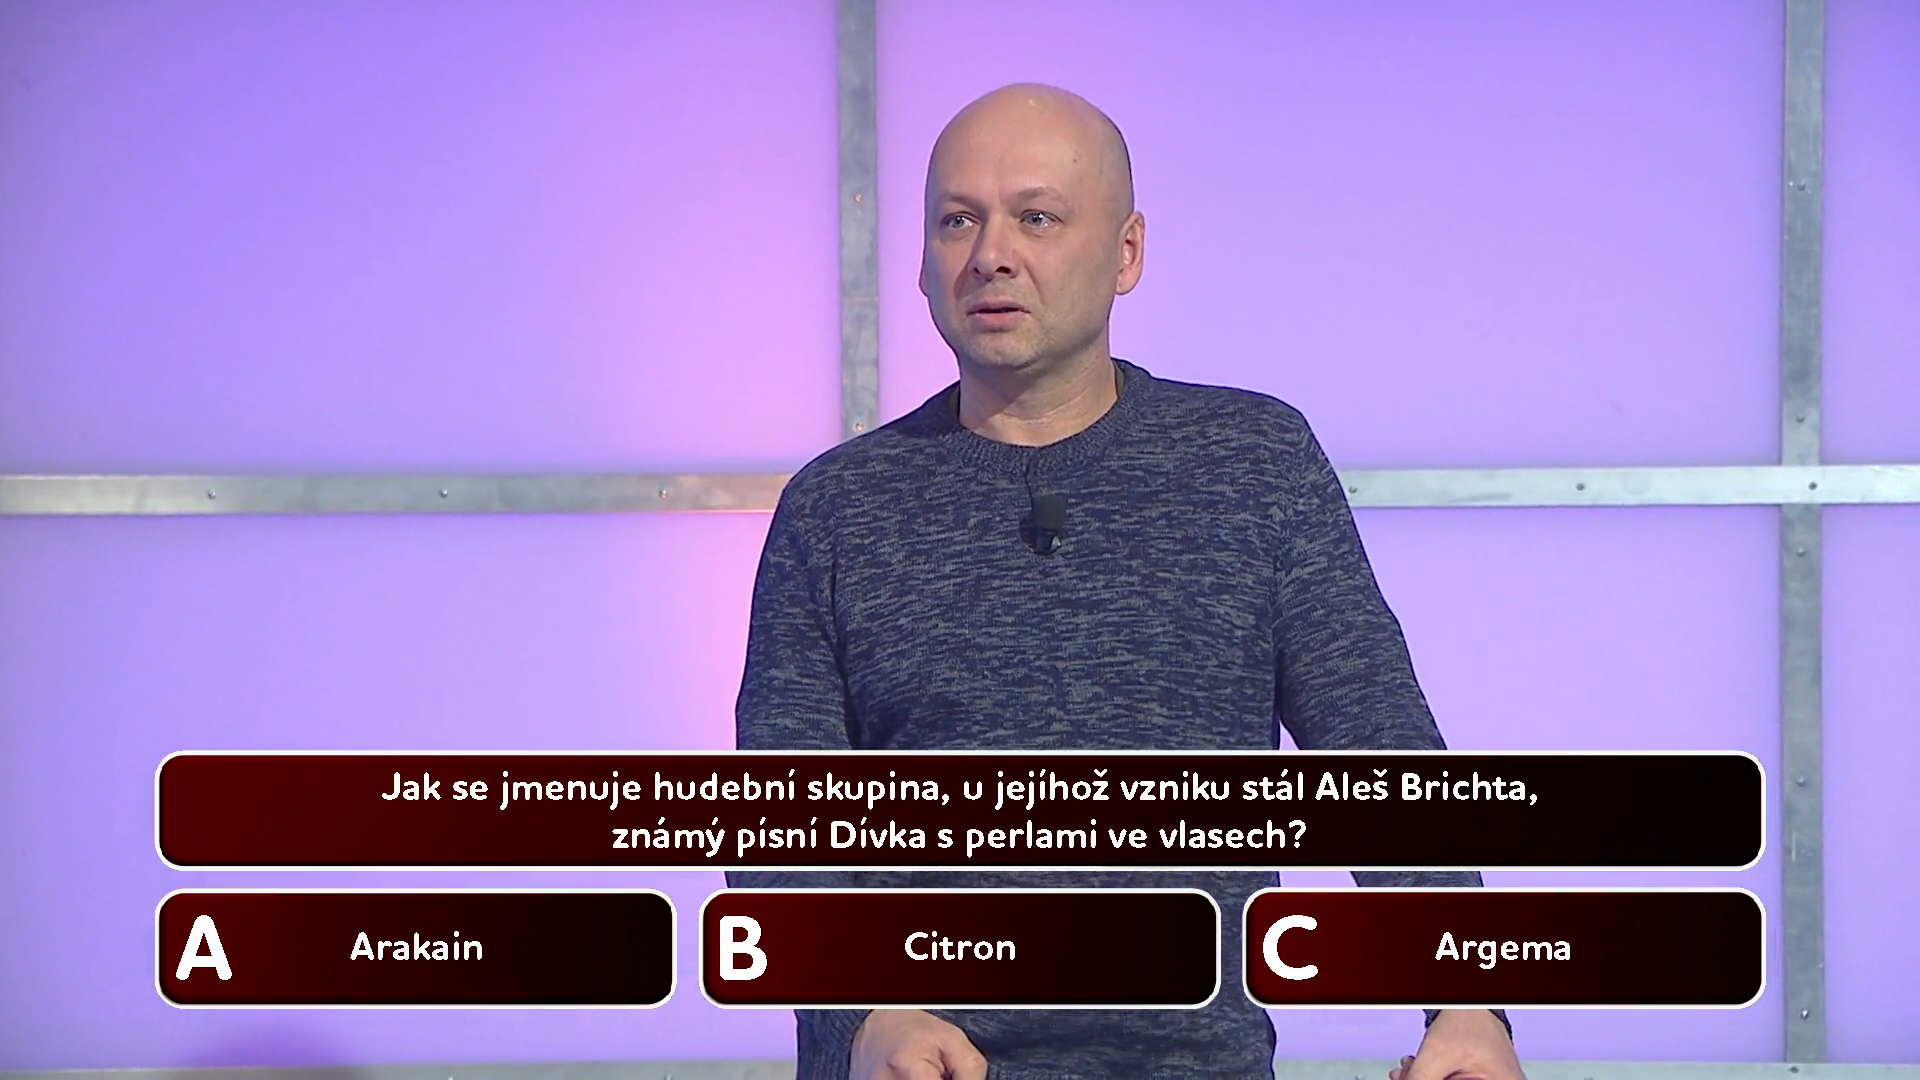 Jak se jmenuje hudební skupina, u jejíhož vzniku stál Aleš Brichta,
známý písní Dívka s perlami ve vlasech?
A Arakain
B Citron
C Argema